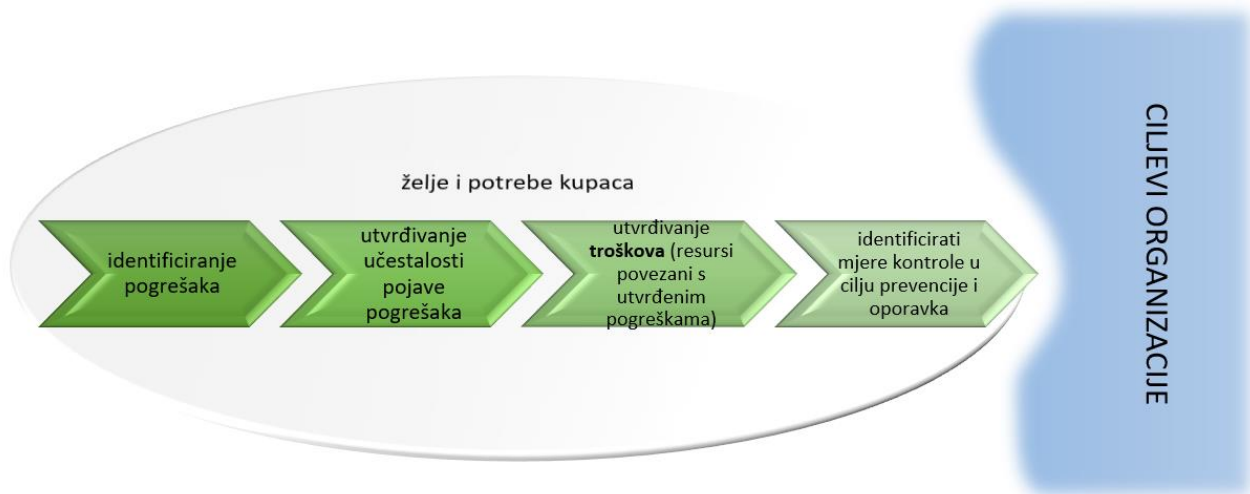 želje i potrebe kupaca
identificiranje
pogrešaka
utvrđivanje
učestalosti
pojave
pogrešaka
utvrđivanje
troškova (resursi
povezani s
utvrđenim
pogreškama)
identificirati
mjere kontrole u
cilju prevencije i
oporavka
CILJEVI ORGANIZACIJE